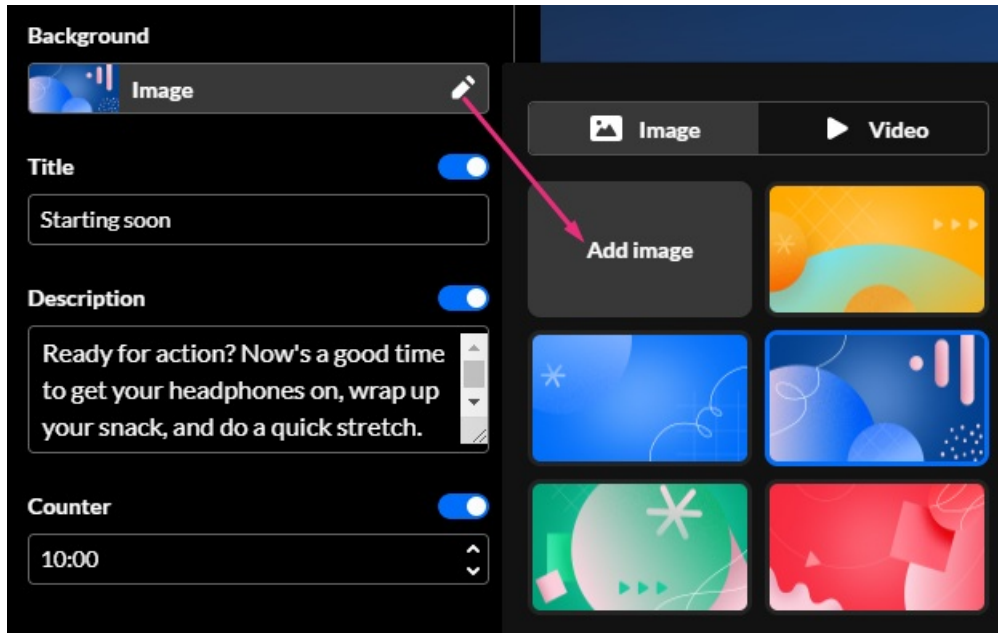 Background
Image
Title
Starting soon
Description
Ready for action? Now's a good time
to get your headphones on, wrap up
your snack, and do a quick stretch.
Counter
10:00
Image
Video
Add image